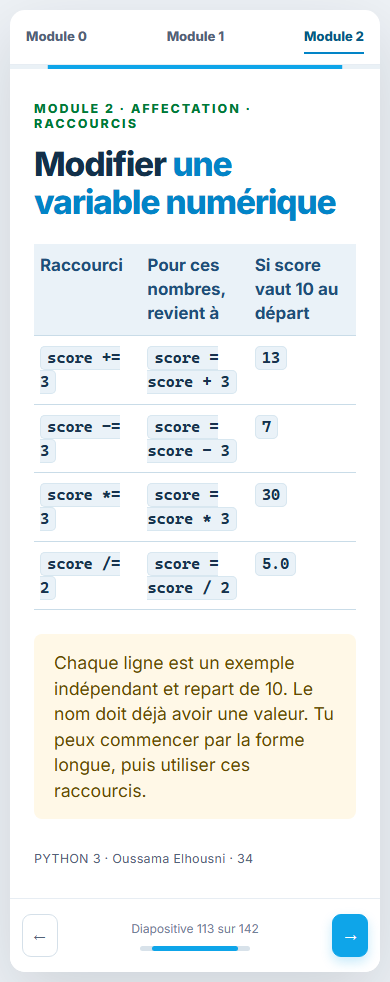 Module 0 Module 1 Module 2
MODULE 2 · AFFECTATION ·
RACCOURCIS
Modifier une
variable numérique
Raccourci Pour ces Si score
nombres, vaut 10 au
revient à départ
score += score = 13
3 score + 3
score −= score = 7
3 score − 3
score *= score = 30
3 score * 3
score /= score = 5.0
2 score / 2
Chaque ligne est un exemple
indépendant et repart de 10. Le
nom doit déjà avoir une valeur. Tu
peux commencer par la forme
longue, puis utiliser ces
raccourcis.
PYTHON 3 · Oussama Elhousni · 34
← Diapositive 113 sur 142 →